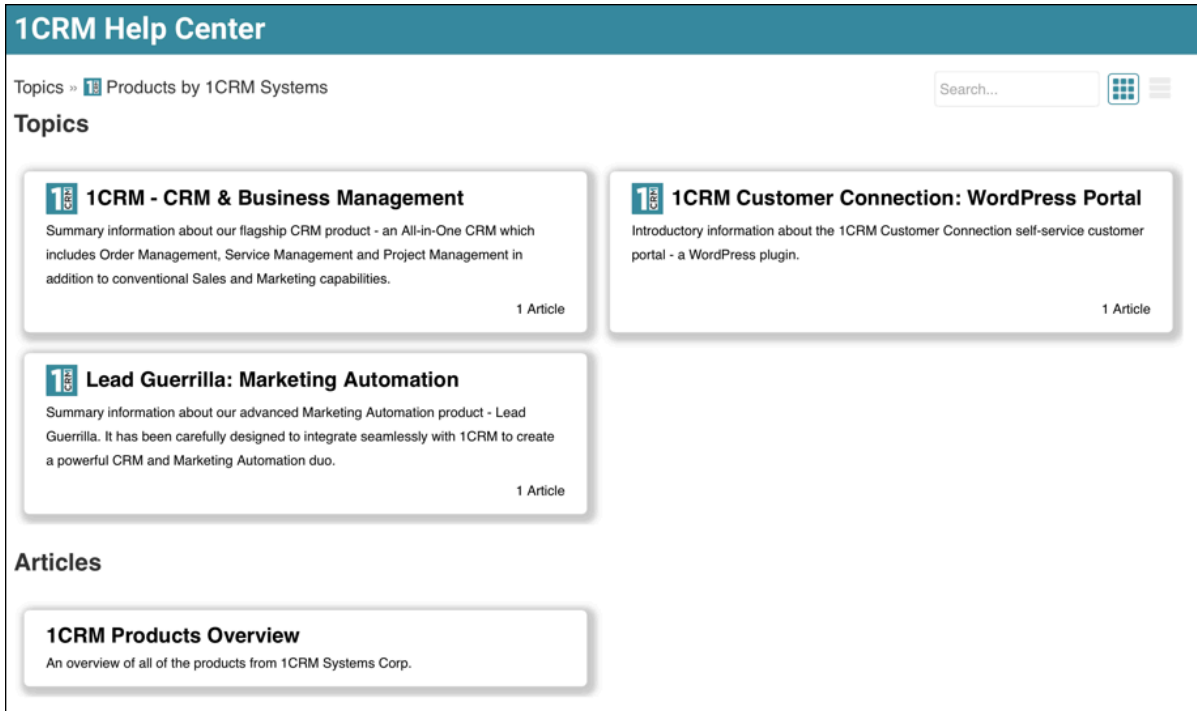 1CRM Help Center
Topics » 1CRM Products by 1CRM Systems
Search...
Topics
1CRM 1CRM - CRM & Business Management
Summary information about our flagship CRM product - an All-in-One CRM which
includes Order Management, Service Management and Project Management in
addition to conventional Sales and Marketing capabilities.
1 Article
1CRM 1CRM Customer Connection: WordPress Portal
Introductory information about the 1CRM Customer Connection self-service customer
portal - a WordPress plugin.
1 Article
1CRM Lead Guerrilla: Marketing Automation
Summary information about our advanced Marketing Automation product - Lead
Guerrilla. It has been carefully designed to integrate seamlessly with 1CRM to create
a powerful CRM and Marketing Automation duo.
1 Article
Articles
1CRM Products Overview
An overview of all of the products from 1CRM Systems Corp.